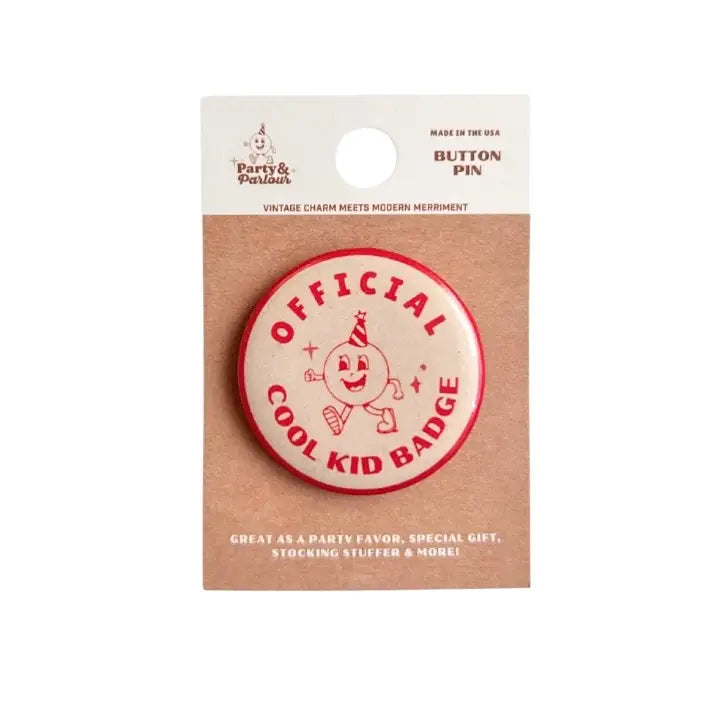 Party &
Parlour
MADE IN THE USA
BUTTON
PIN
VINTAGE CHARM MEETS MODERN MERRIMENT
OFFICIAL
COOL KID BADGE
GREAT AS A PARTY FAVOR, SPECIAL GIFT,
STOCKING STUFFER & MORE!